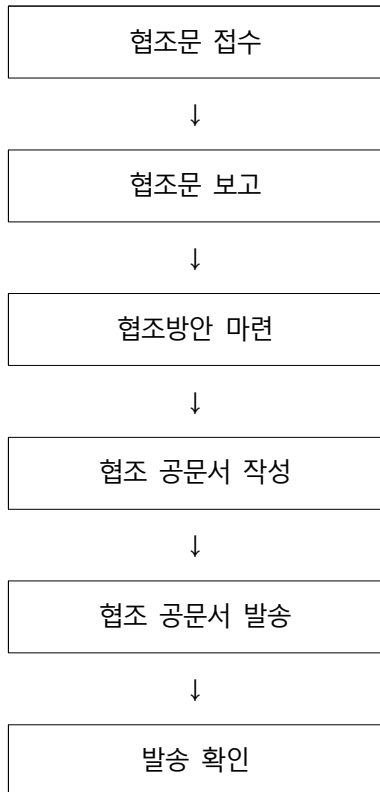 협조문 접수
↓
협조문 보고
↓
협조방안 마련
↓
협조 공문서 작성
↓
협조 공문서 발송
↓
발송 확인